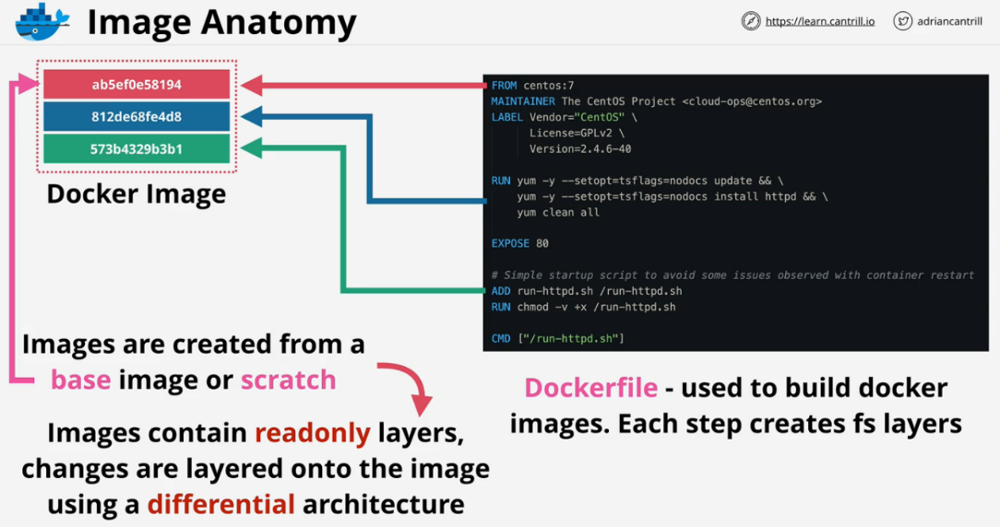 Image Anatomy
https://learn.cantrill.io
adriancantrill
ab5ef0e58194
812de68fe4d8
573b4329b3b1
Docker Image
FROM centos:7
MAINTAINER The CentOS Project <cloud-ops@centos.org>
LABEL Vendor="CentOS" \
      License=GPLv2 \
      Version=2.4.6-40
RUN yum -y --setopt=tsflags=nodocs update && \
    yum -y --setopt=tsflags=nodocs install httpd && \
    yum clean all
EXPOSE 80
# Simple startup script to avoid some issues observed with container restart
ADD run-httpd.sh /run-httpd.sh
RUN chmod -v +x /run-httpd.sh
CMD ["/run-httpd.sh"]
Images are created from a
base image or scratch
Images contain readonly layers,
changes are layered onto the image
using a differential architecture
Dockerfile - used to build docker
images. Each step creates fs layers